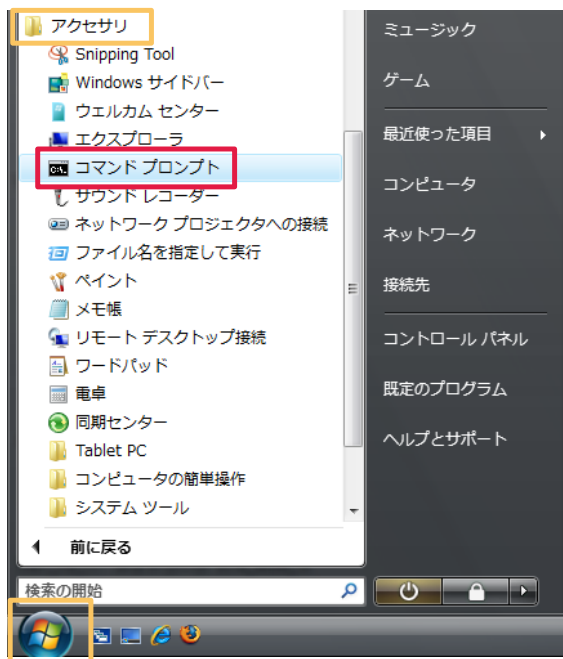 アクセサリ
Snipping Tool
Windows サイドバー
ウェルカム センター
エクスプローラ
コマンド プロンプト
サウンド レコーダー
ネットワーク プロジェクタへの接続
ファイル名を指定して実行
ペイント
メモ帳
リモート デスクトップ接続
ワードパッド
電卓
同期センター
Tablet PC
コンピュータの簡単操作
システム ツール
前に戻る
検索の開始
ミュージック
ゲーム
最近使った項目
コンピュータ
ネットワーク
接続先
コントロール パネル
既定のプログラム
ヘルプとサポート